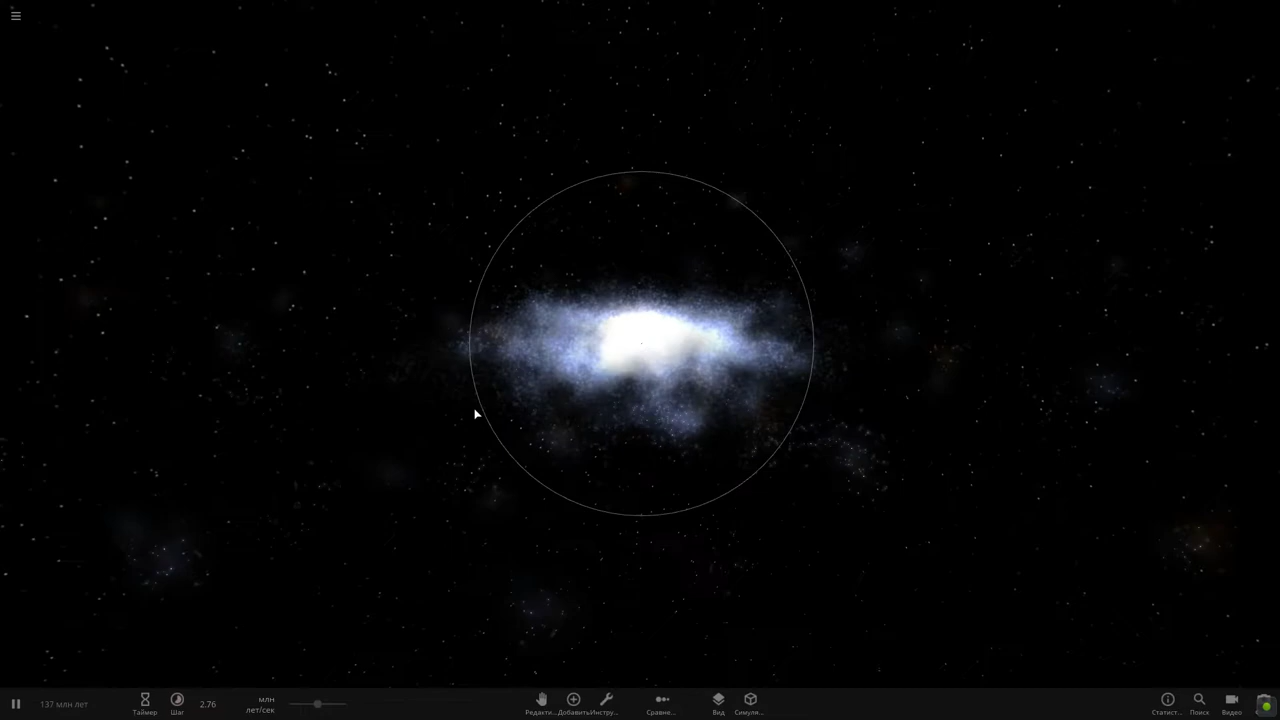 137 млн лет
Таймер
Шаг
2.76
млн
лет/сек
Редакти...
Добавить
Инстру...
Сравне...
Вид
Симуля...
Статист...
Поиск
Видео